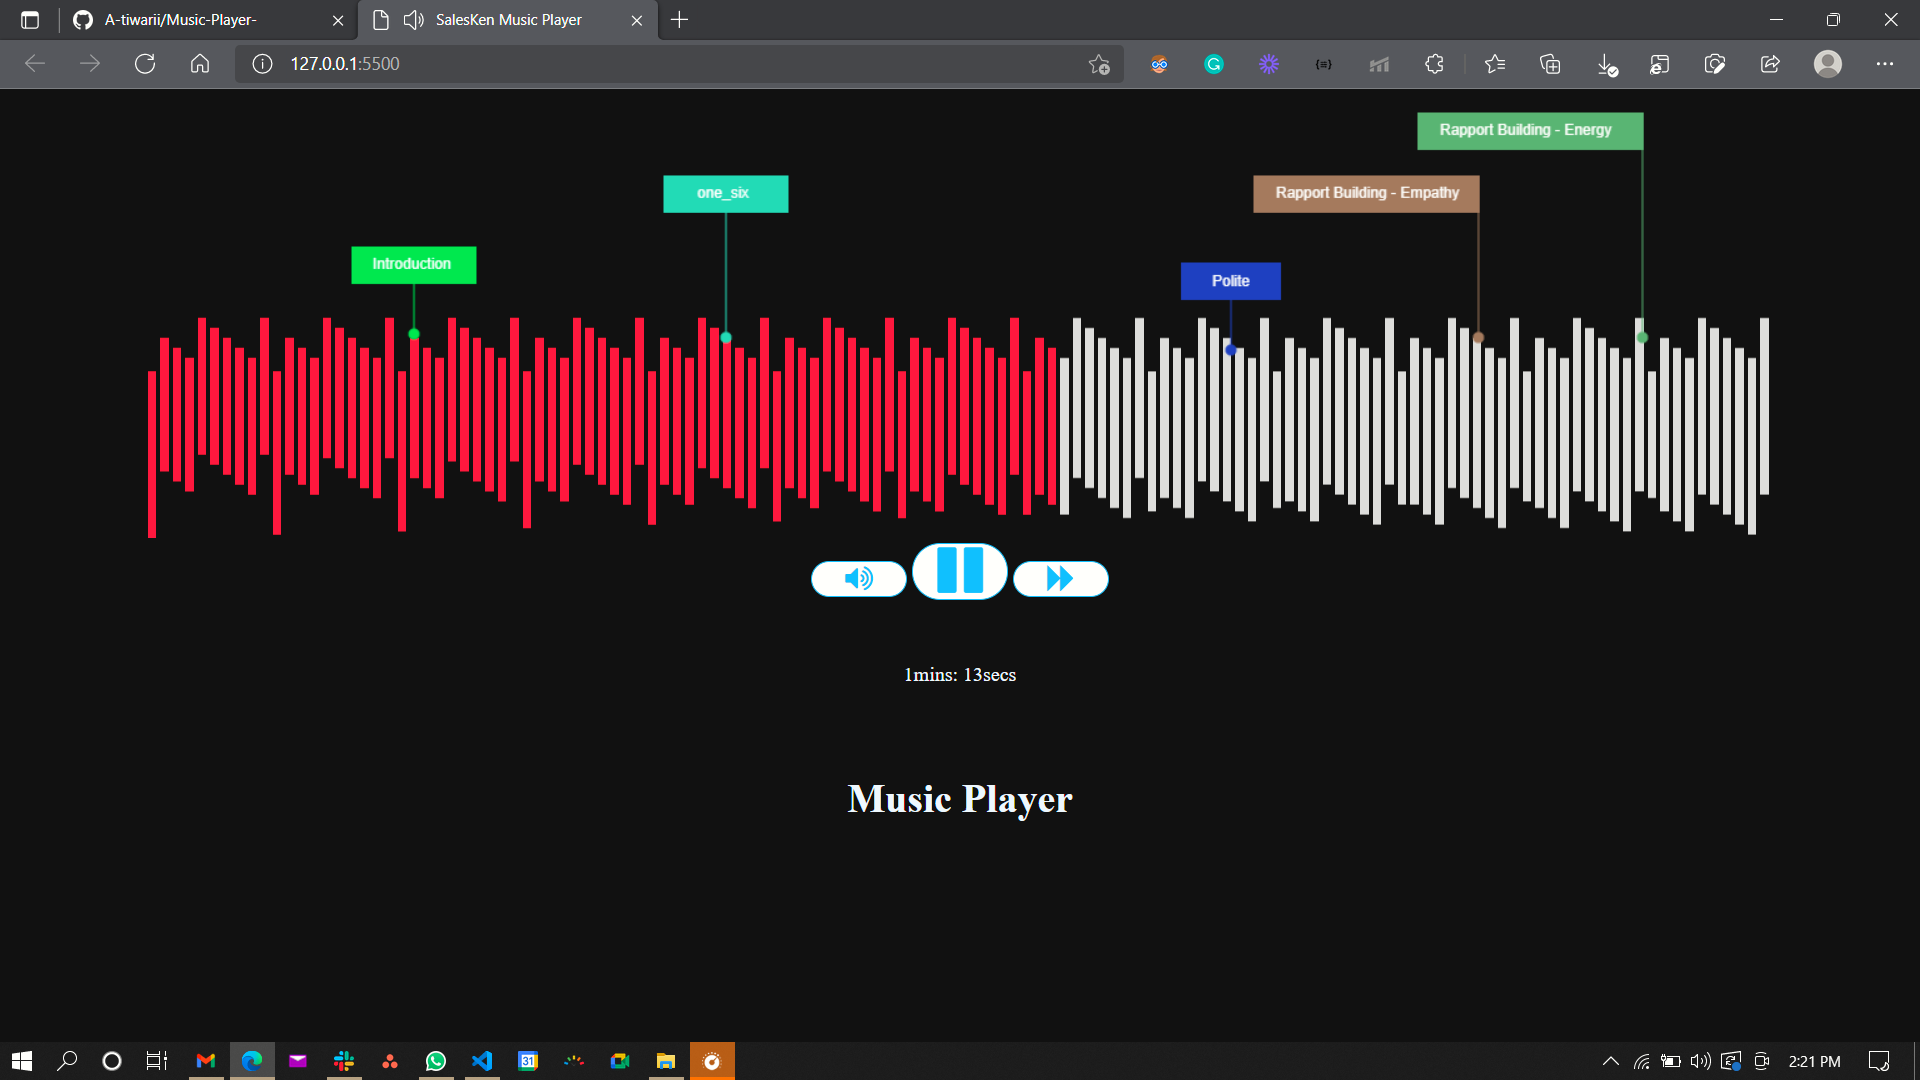 A-tiwarii/Music-Player-
SalesKen Music Player
127.0.0.1:5500
Rapport Building - Energy
one_six
Rapport Building - Empathy
Introduction
Polite
1mins: 13secs
Music Player
31
2:21 PM